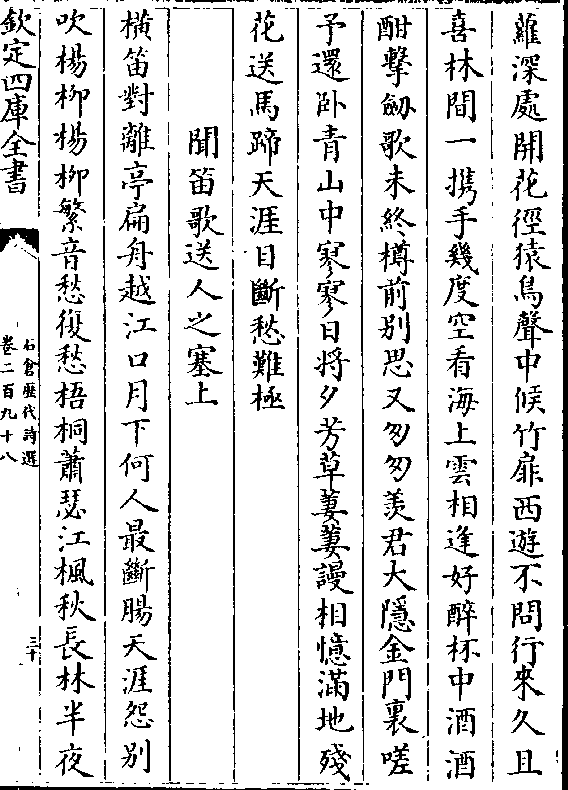 蘿深處開花徑猿鳥聲中候竹扉西遊不問行來久且
喜林間一攜手幾度空看海上雲相逢好醉杯中酒酒
酣擊劒歌未終樽前别思又匆匆羨君大隱金門裏嗟
予還卧青山中寥寥日將夕芳草萋萋謾相憶滿地殘
花送馬蹄天涯目斷愁難極
聞笛歌送人之塞上
橫笛對離亭扁舟越江口月下何人最斷腸天涯怨别
吹楊柳楊柳繁音愁復愁梧桐蕭瑟江楓秋長林半夜
欽定四庫全書
石倉歷代詩選
卷二百九十八
三十